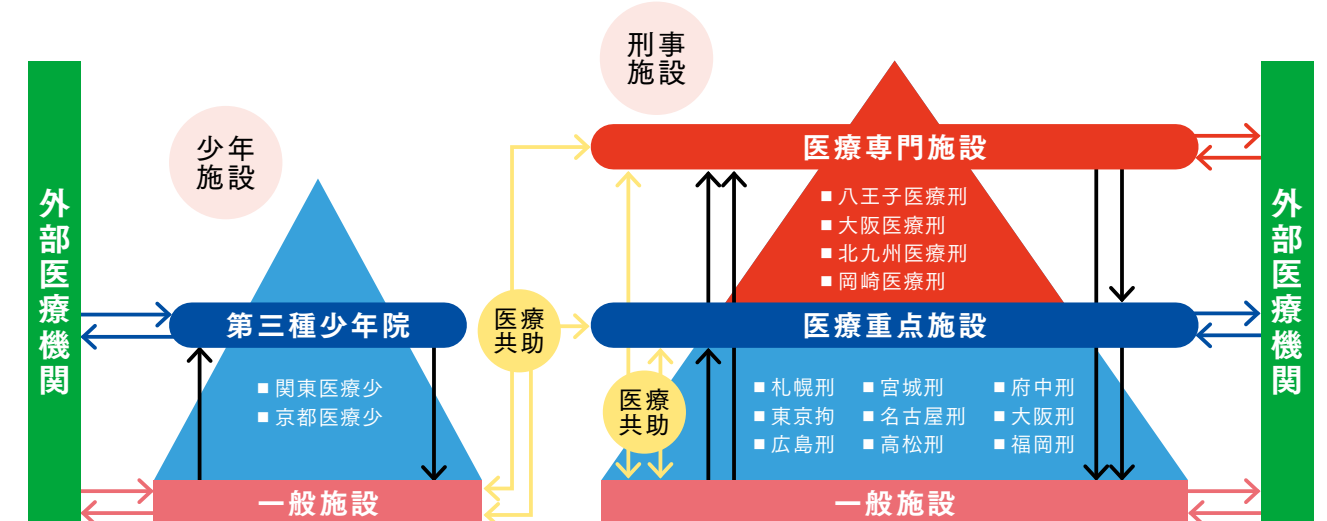 刑事
施設
少年
施設
外部医療機関
医療専門施設
■ 八王子医療刑
■ 大阪医療刑
■ 北九州医療刑
■ 岡崎医療刑
外部医療機関
第三種少年院
医療
共助
医療重点施設
■ 関東医療少
■ 京都医療少
医療
共助
■ 札幌刑 ■ 宮城刑 ■ 府中刑
■ 東京拘 ■ 名古屋刑 ■ 大阪刑
■ 広島刑 ■ 高松刑 ■ 福岡刑
一般施設
一般施設